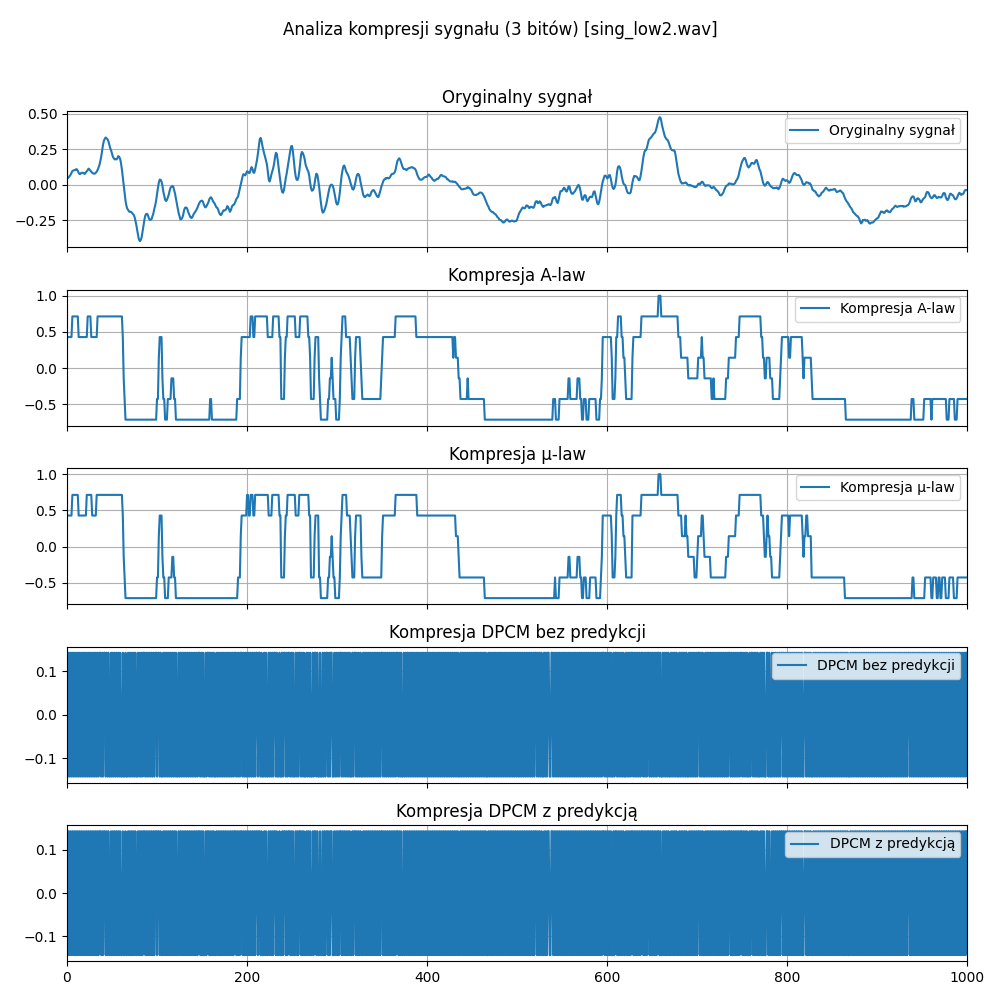 Analiza kompresji sygnału (3 bitów) [sing_low2.wav]
Oryginalny sygnał
0.50
0.25
0.00
−0.25
Oryginalny sygnał
Kompresja A-law
1.0
0.5
0.0
−0.5
Kompresja A-law
Kompresja μ-law
1.0
0.5
0.0
−0.5
Kompresja μ-law
Kompresja DPCM bez predykcji
0.1
0.0
−0.1
DPCM bez predykcji
Kompresja DPCM z predykcją
0.1
0.0
−0.1
DPCM z predykcją
0 200 400 600 800 1000